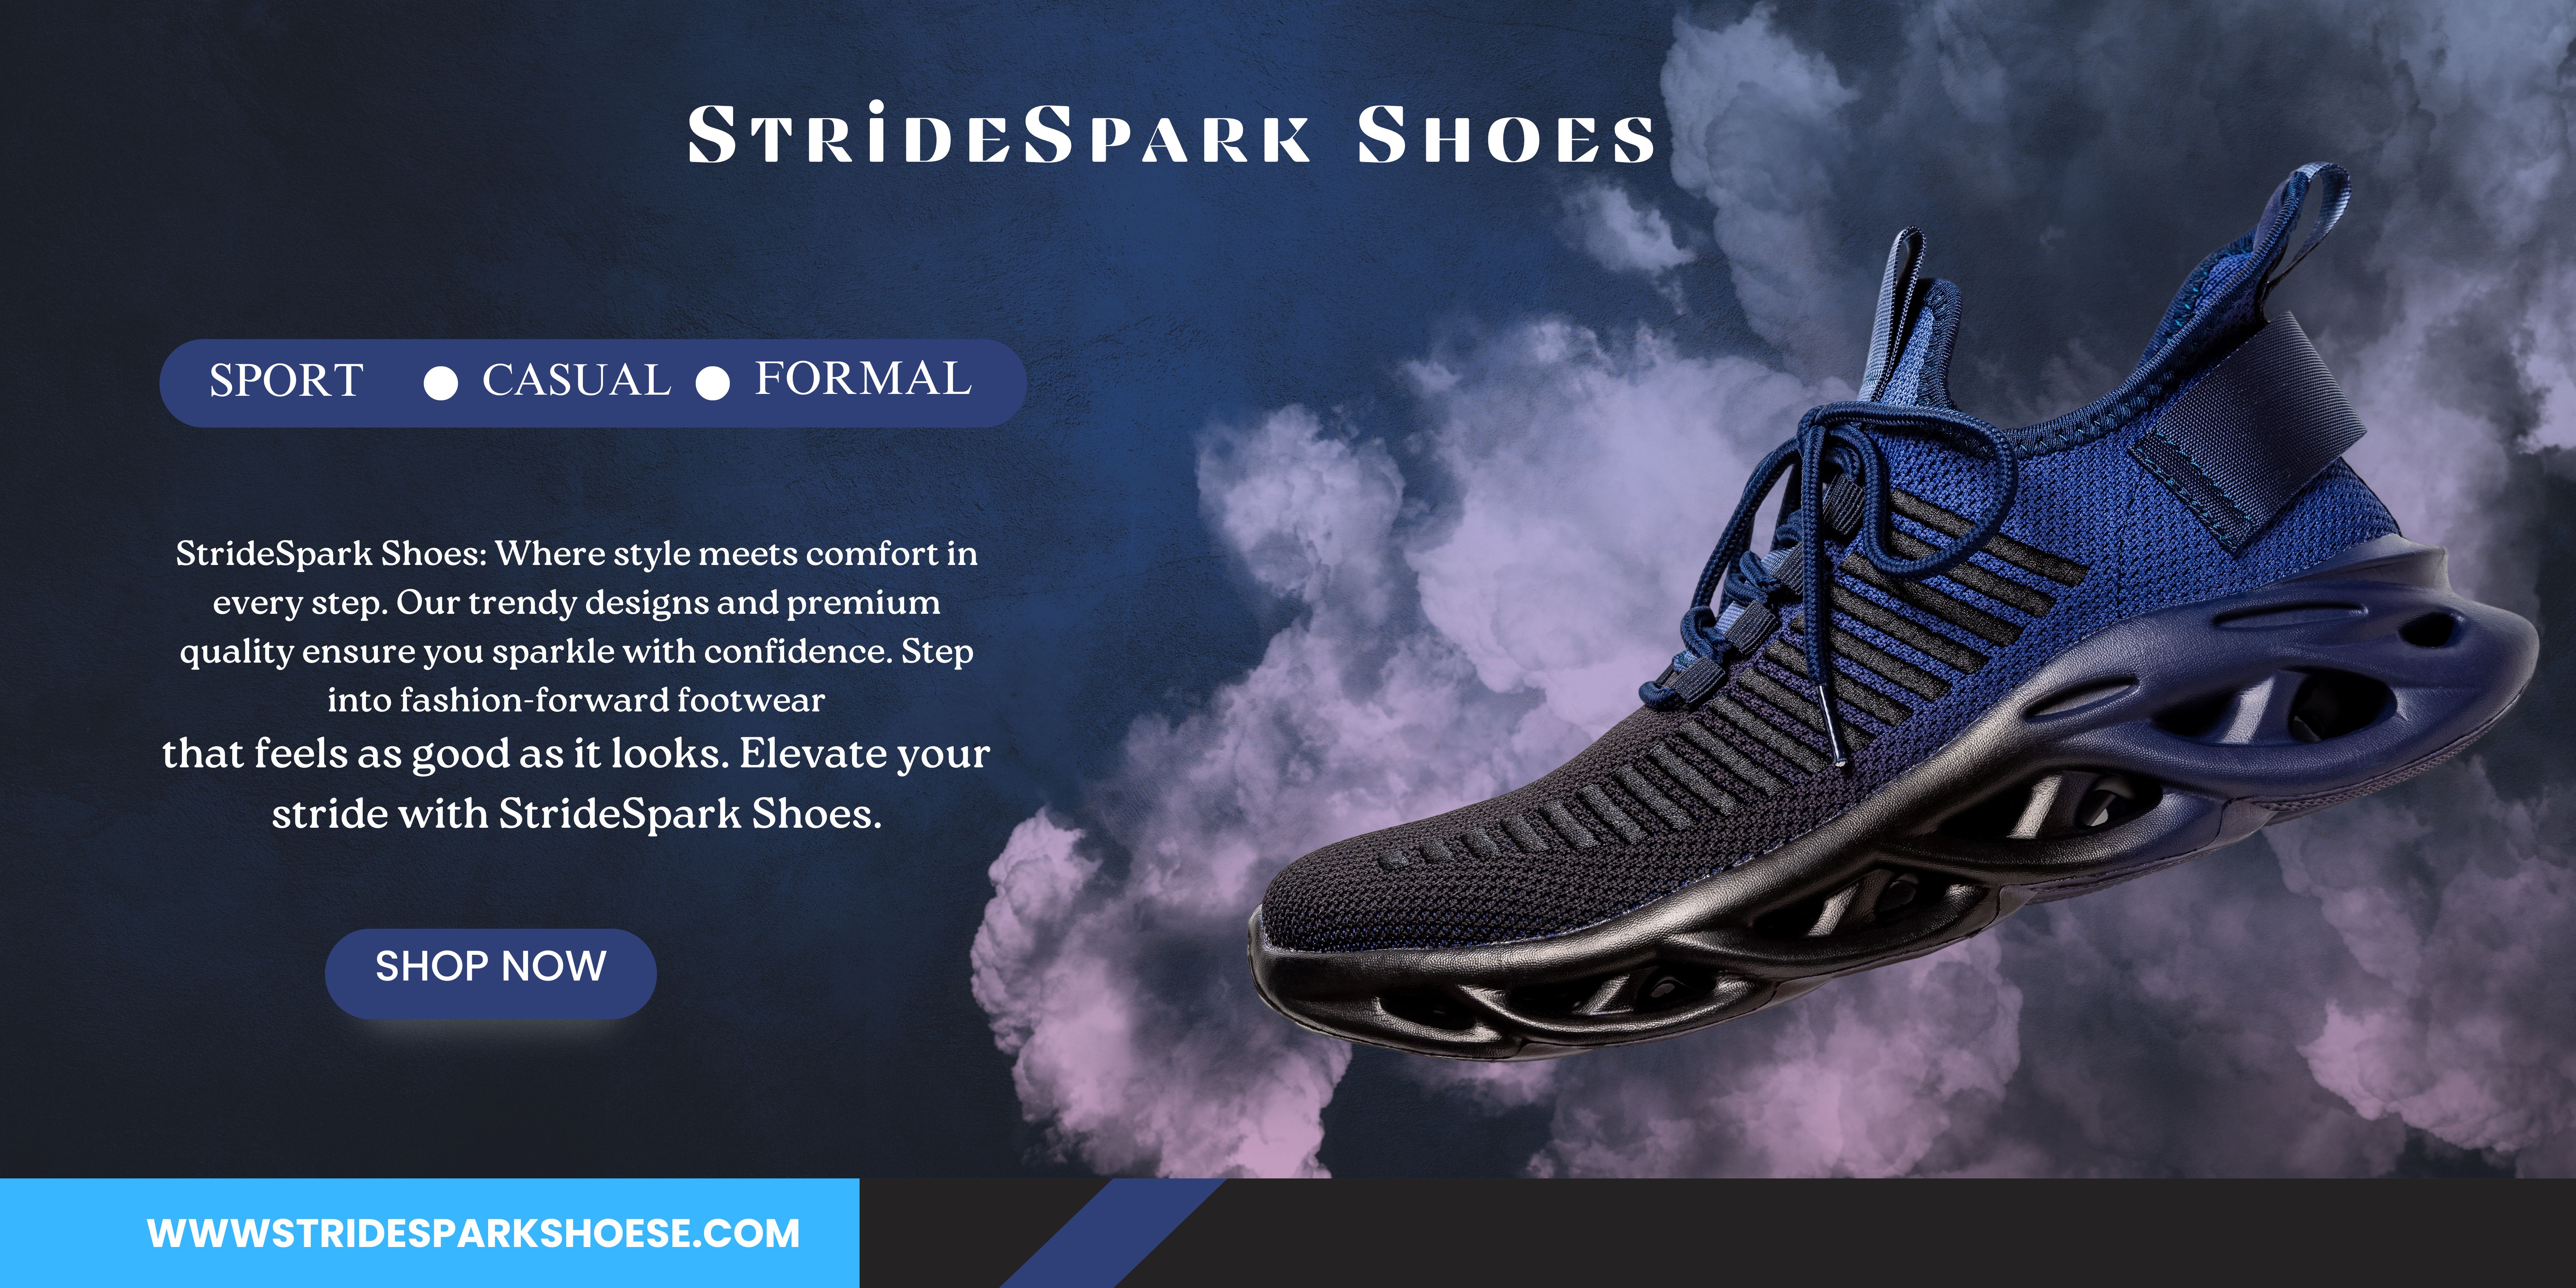 StrideSpark Shoes
SPORT ● CASUAL ● FORMAL
StrideSpark Shoes: Where style meets comfort in
every step. Our trendy designs and premium
quality ensure you sparkle with confidence. Step
into fashion-forward footwear
that feels as good as it looks. Elevate your
stride with StrideSpark Shoes.
SHOP NOW
WWWSTRIDESPARKSHOESE.COM